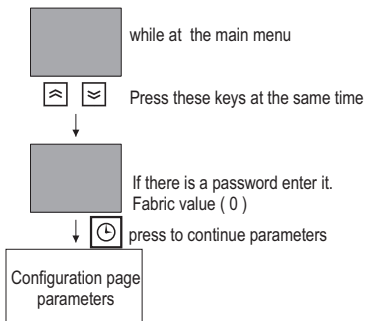 while at the main menu
Press these keys at the same time
If there is a password enter it.
Fabric value ( 0 )
press to continue parameters
Configuration page
parameters